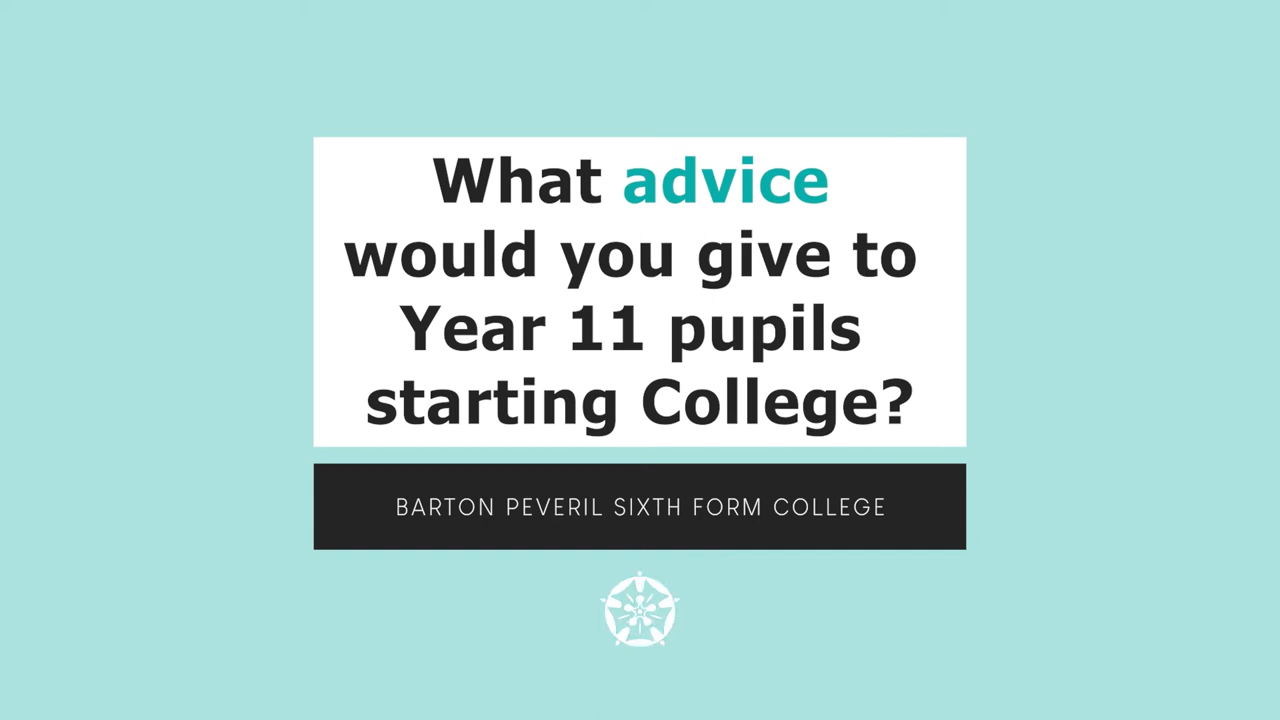 What advice
would you give to
Year 11 pupils
starting College?
BARTON PEVERIL SIXTH FORM COLLEGE